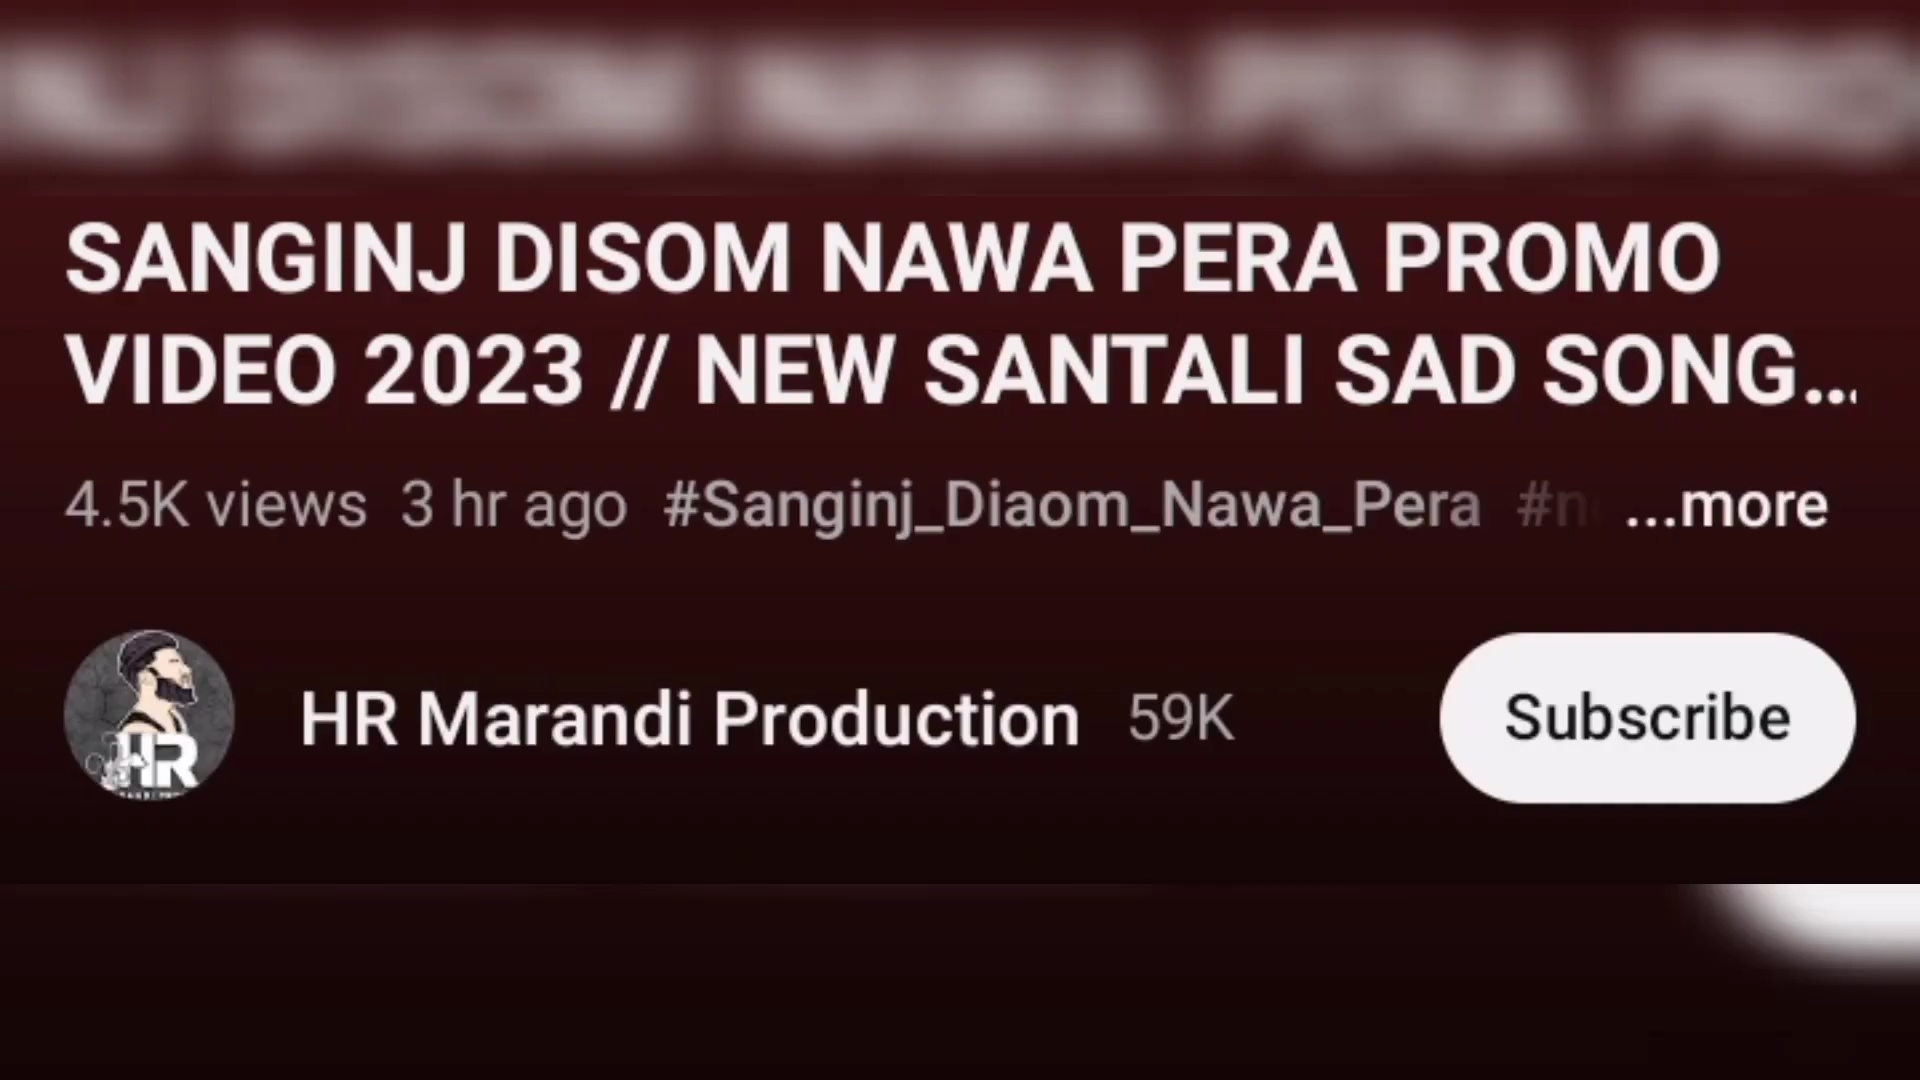 SANGINJ DISOM NAWA PERA PROMO
VIDEO 2023 // NEW SANTALI SAD SONG...
4.5K views 3 hr ago #Sanginj_Diaom_Nawa_Pera ...more
HR
HR Marandi Production 59K
Subscribe